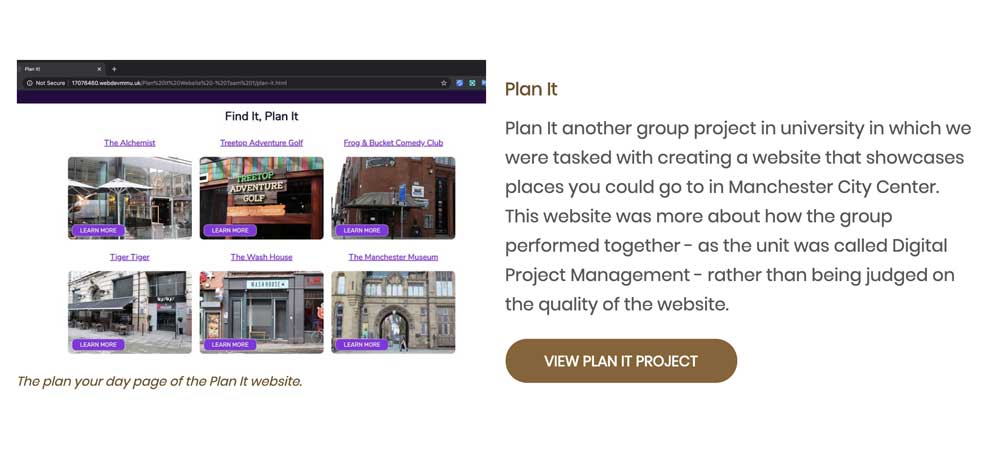 Plan It!
Not Secure | 17078460.webdevmmu.uk/Plan%20It%20Website%20-%20Team%201/plan-it.html
Find It, Plan It
The Alchemist
Treetop Adventure Golf
Frog & Bucket Comedy Club
TREETOP
ADVENTURE
GOLF
LEARN MORE
LEARN MORE
LEARN MORE
Tiger Tiger
The Wash House
The Manchester Museum
WASH HOUSE
LEARN MORE
LEARN MORE
LEARN MORE
The plan your day page of the Plan It website.
Plan It
Plan It another group project in university in which we
were tasked with creating a website that showcases
places you could go to in Manchester City Center.
This website was more about how the group
performed together - as the unit was called Digital
Project Management - rather than being judged on
the quality of the website.
VIEW PLAN IT PROJECT